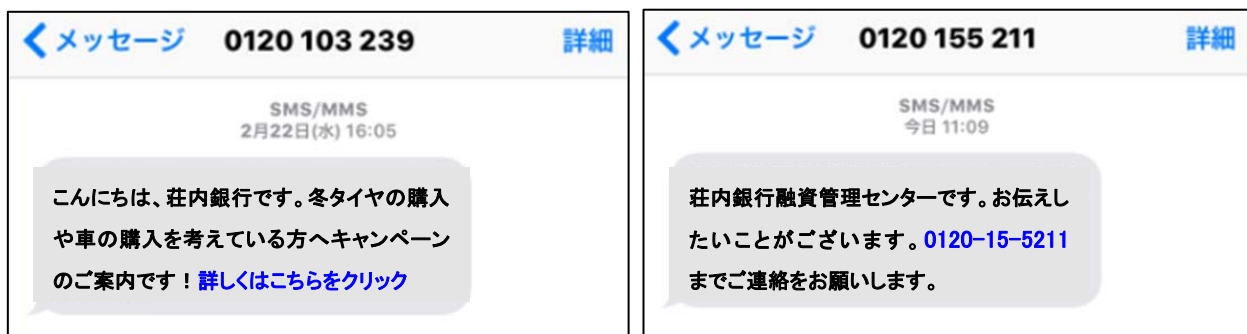 メッセージ 0120 103 239 詳細
SMS/MMS
2月22日(水) 16:05
こんにちは、荘内銀行です。冬タイヤの購入
や車の購入を考えている方へキャンペーン
のご案内です！詳しくはこちらをクリック
メッセージ 0120 155 211 詳細
SMS/MMS
今日 11:09
荘内銀行融資管理センターです。お伝えし
たいことがございます。0120-15-5211
までご連絡をお願いします。